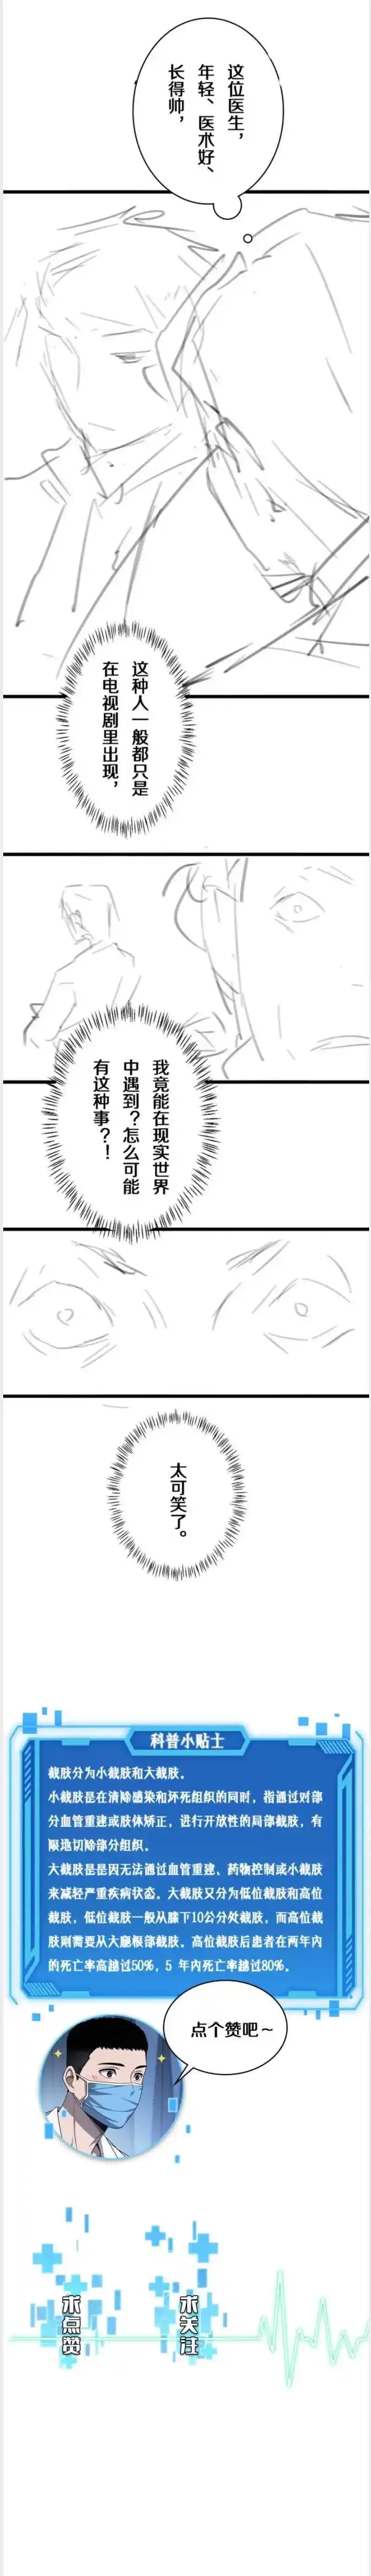 这位医生，
年轻、医术好、
长得帅，
这种人一般都只是
在电视剧里出现，
我竟能在现实世界
中遇到？怎么可能
有这种事？！
太可笑了。
科普小贴士
截肢分为小截肢和大截肢。
小截肢是在清除感染和坏死组织的同时，指通过对部
分血管重建或肢体矫正，进行开放性的局部截肢，有
限地切除部分组织。
大截肢是是因无法通过血管重建、药物控制或小截肢
来减轻严重疾病状态。大截肢又分为低位截肢和高位
截肢，低位截肢一般从膝下10公分处截肢，而高位截
肢则需要从大腿根部截肢。高位截肢后患者在两年内
的死亡率高越过50%，5 年内死亡率越过80%。
点个赞吧～
求点赞
求关注